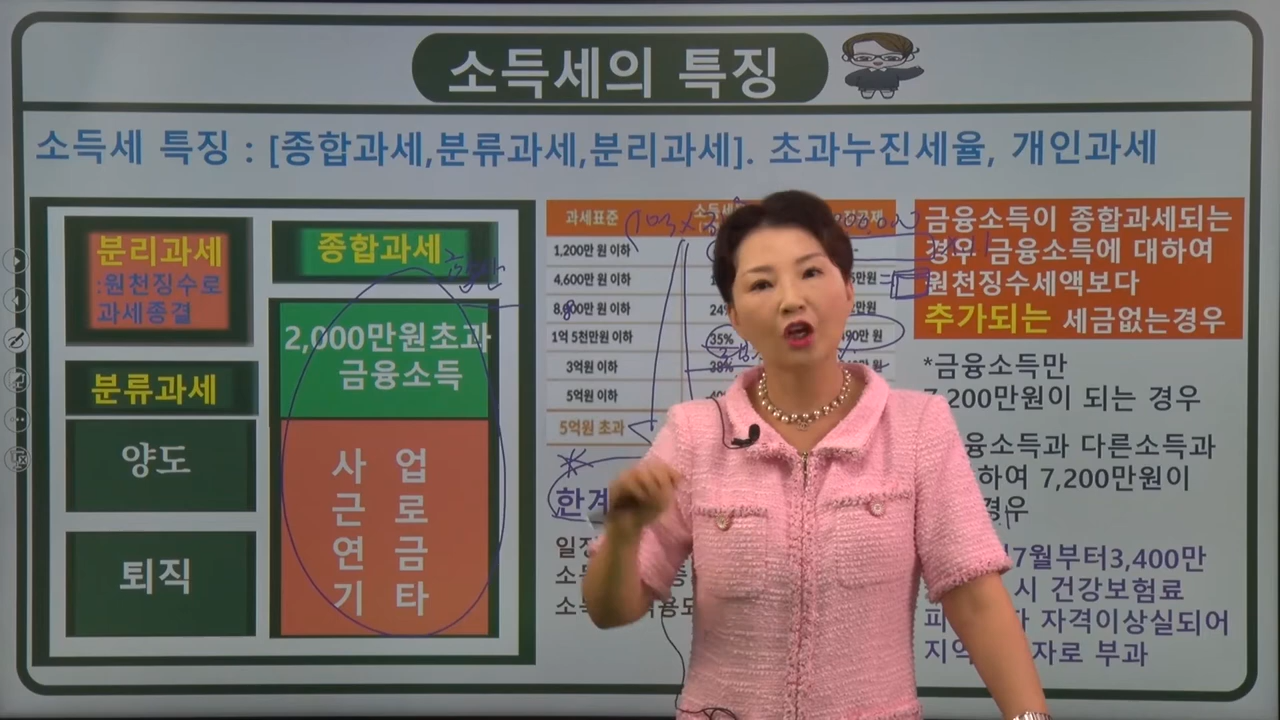 소득세의 특징
소득세 특징 : [종합과세,분류과세,분리과세]. 초과누진세율, 개인과세
분리과세
:원천징수로
과세종결
분류과세
양도
퇴직
종합과세
2,000만원초과
금융소득
사 업
근 로
연 금
기 타
과세표준
1,200만 원 이하
4,600만 원 이하
8,800만 원 이하
1억 5천만원 이하
35%
3억원 이하
38%
5억원 이하
5억원 초과
한계
일정
금융소득이 종합과세되는
경우 금융소득에 대하여
원천징수세액보다
추가되는 세금없는경우
*금융소득만
7,200만원이 되는 경우
다른소득과
하여 7,200만원이
경우
7월부터3,400만
시 건강보험료
자격이상실되어
부과